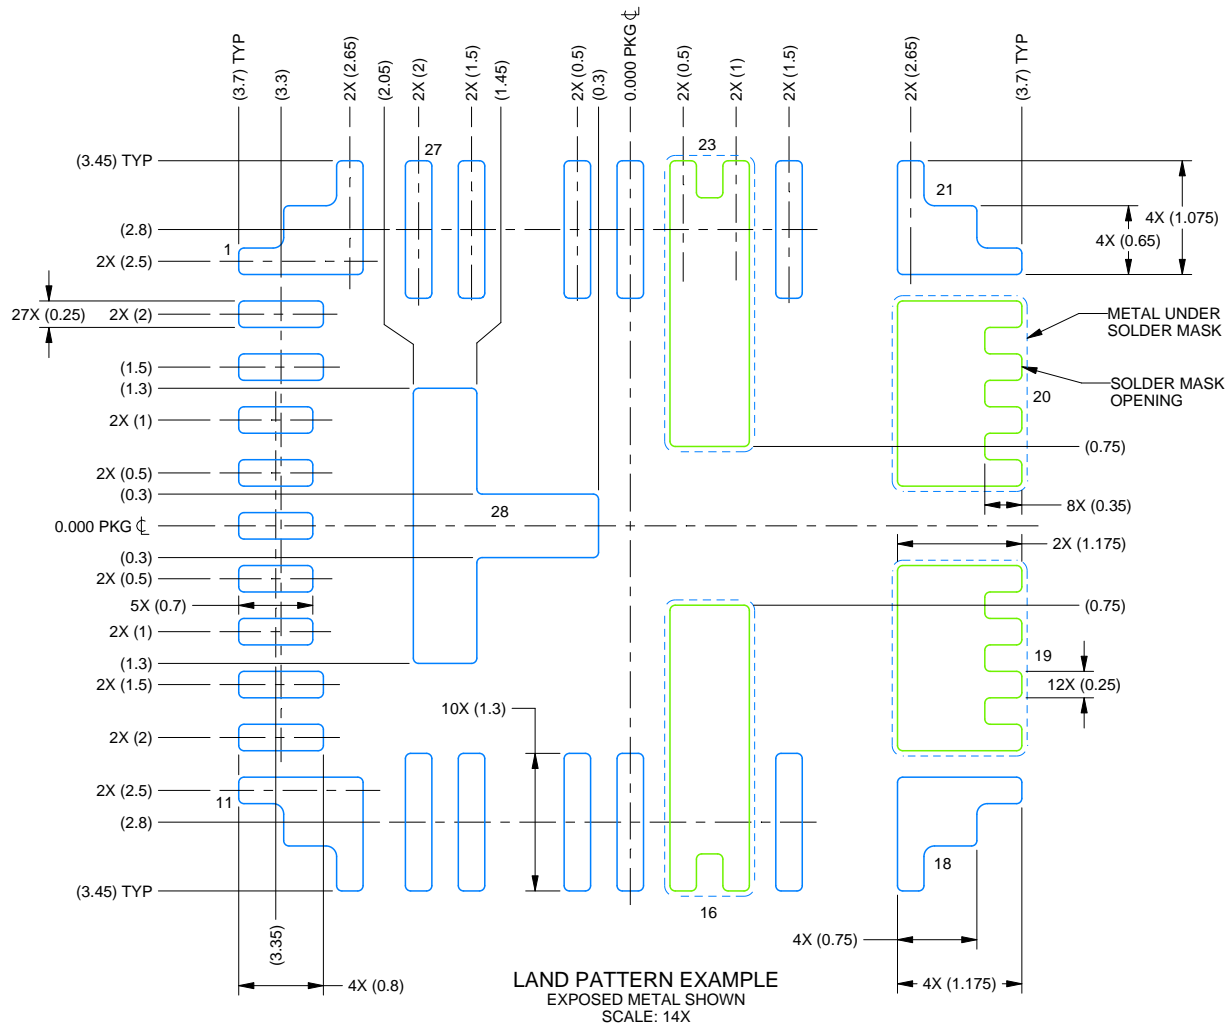 (3.7) TYP
(3.3)
2X (2.65)
(2.05)
2X (2)
2X (1.5)
(1.45)
2X (0.5)
(0.3)
0.000 PKG ℄
2X (0.5)
2X (1)
2X (1.5)
2X (2.65)
(3.7) TYP
(3.45) TYP
27
23
21
4X (1.075)
4X (0.65)
(2.8)
1
2X (2.5)
27X (0.25)
2X (2)
METAL UNDER
SOLDER MASK
(1.5)
(1.3)
SOLDER MASK
OPENING
20
2X (1)
(0.75)
2X (0.5)
(0.3)
28
8X (0.35)
0.000 PKG ℄
2X (1.175)
(0.3)
2X (0.5)
5X (0.7)
(0.75)
2X (1)
(1.3)
19
2X (1.5)
12X (0.25)
10X (1.3)
2X (2)
2X (2.5)
11
(2.8)
18
(3.45) TYP
16
(3.35)
4X (0.75)
4X (0.8)
4X (1.175)
LAND PATTERN EXAMPLE
EXPOSED METAL SHOWN
SCALE: 14X